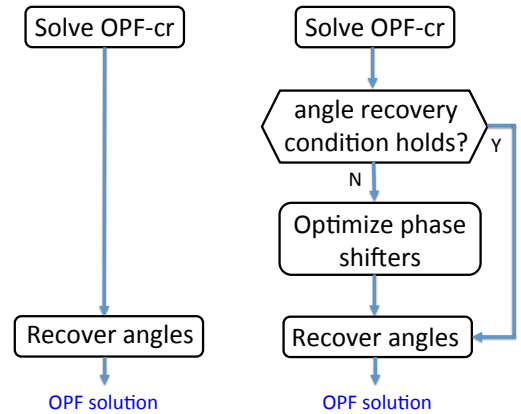 Solve OPF-cr
Recover angles
OPF solution
Solve OPF-cr
angle recovery
condition holds?
Y
N
Optimize phase
shifters
Recover angles
OPF solution